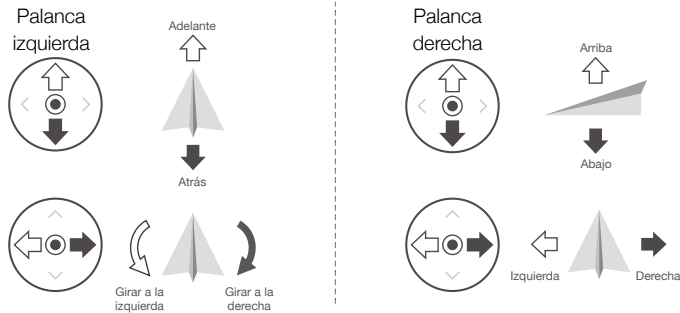 Palanca
izquierda
Adelante
Atrás
Girar a la
izquierda
Girar a la
derecha
Palanca
derecha
Arriba
Abajo
Izquierda
Derecha